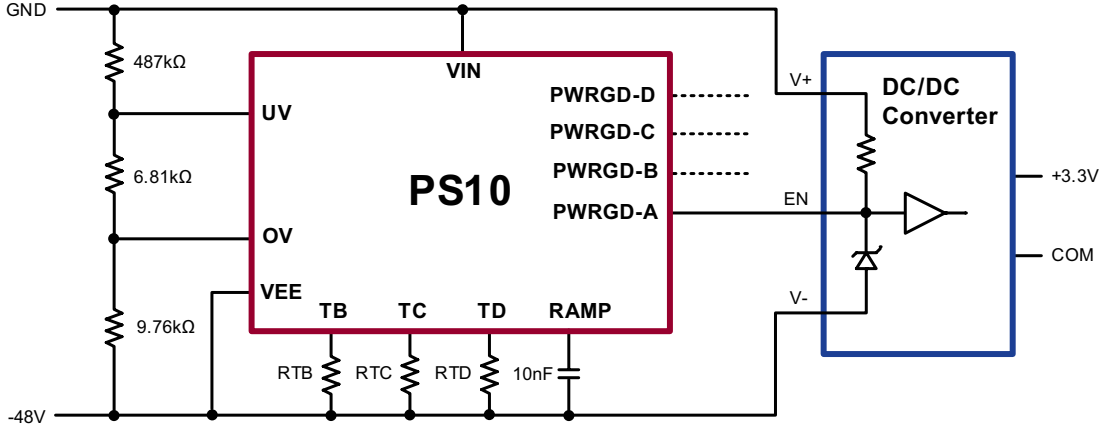 GND
487kΩ
VIN
V+
DC/DC
Converter
PWRGD-D
UV
PWRGD-C
6.81kΩ
PS10
PWRGD-B
+3.3V
EN
PWRGD-A
OV
COM
VEE
V-
9.76kΩ
TB
TC
TD
RAMP
RTB
RTC
RTD
10nF
-48V